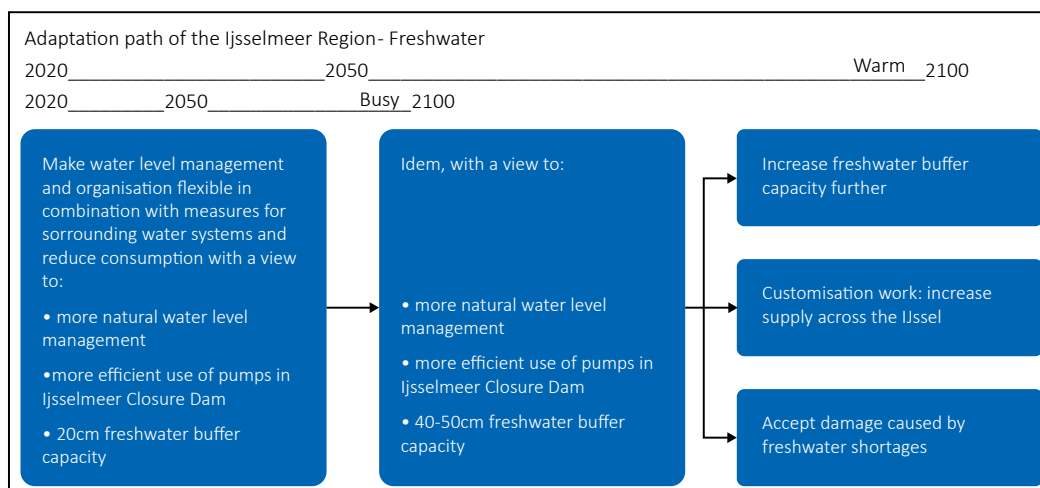 Adaptation path of the Ijsselmeer Region- Freshwater
2020________________________2050_____________________________________________Warm___2100
2020_________2050______________Busy_2100
Make water level management
and organisation flexible in
combination with measures for
sorrounding water systems and
reduce consumption with a view
to:
• more natural water level
management
•more efficient use of pumps in
Ijsselmeer Closure Dam
• 20cm freshwater buffer
capacity
Idem, with a view to:
• more natural water level
management
• more efficient use of pumps in
Ijsselmeer Closure Dam
• 40-50cm freshwater buffer
capacity
Increase freshwater buffer
capacity further
Customisation work: increase
supply across the IJssel
Accept damage caused by
freshwater shortages